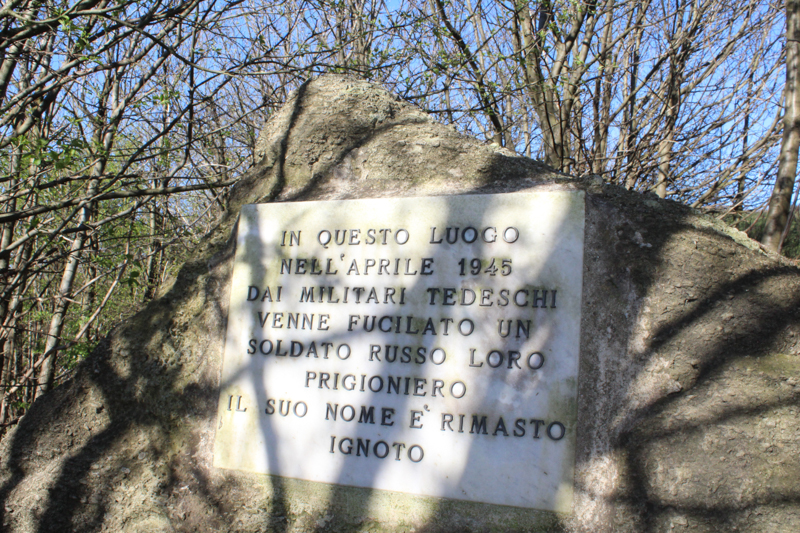 IN QUESTO LUOGO
NELL'APRILE 1945
DAI MILITARI TEDESCHI
VENNE FUCILATO UN
SOLDATO RUSSO LORO
PRIGIONIERO
IL SUO NOME E' RIMASTO
IGNOTO